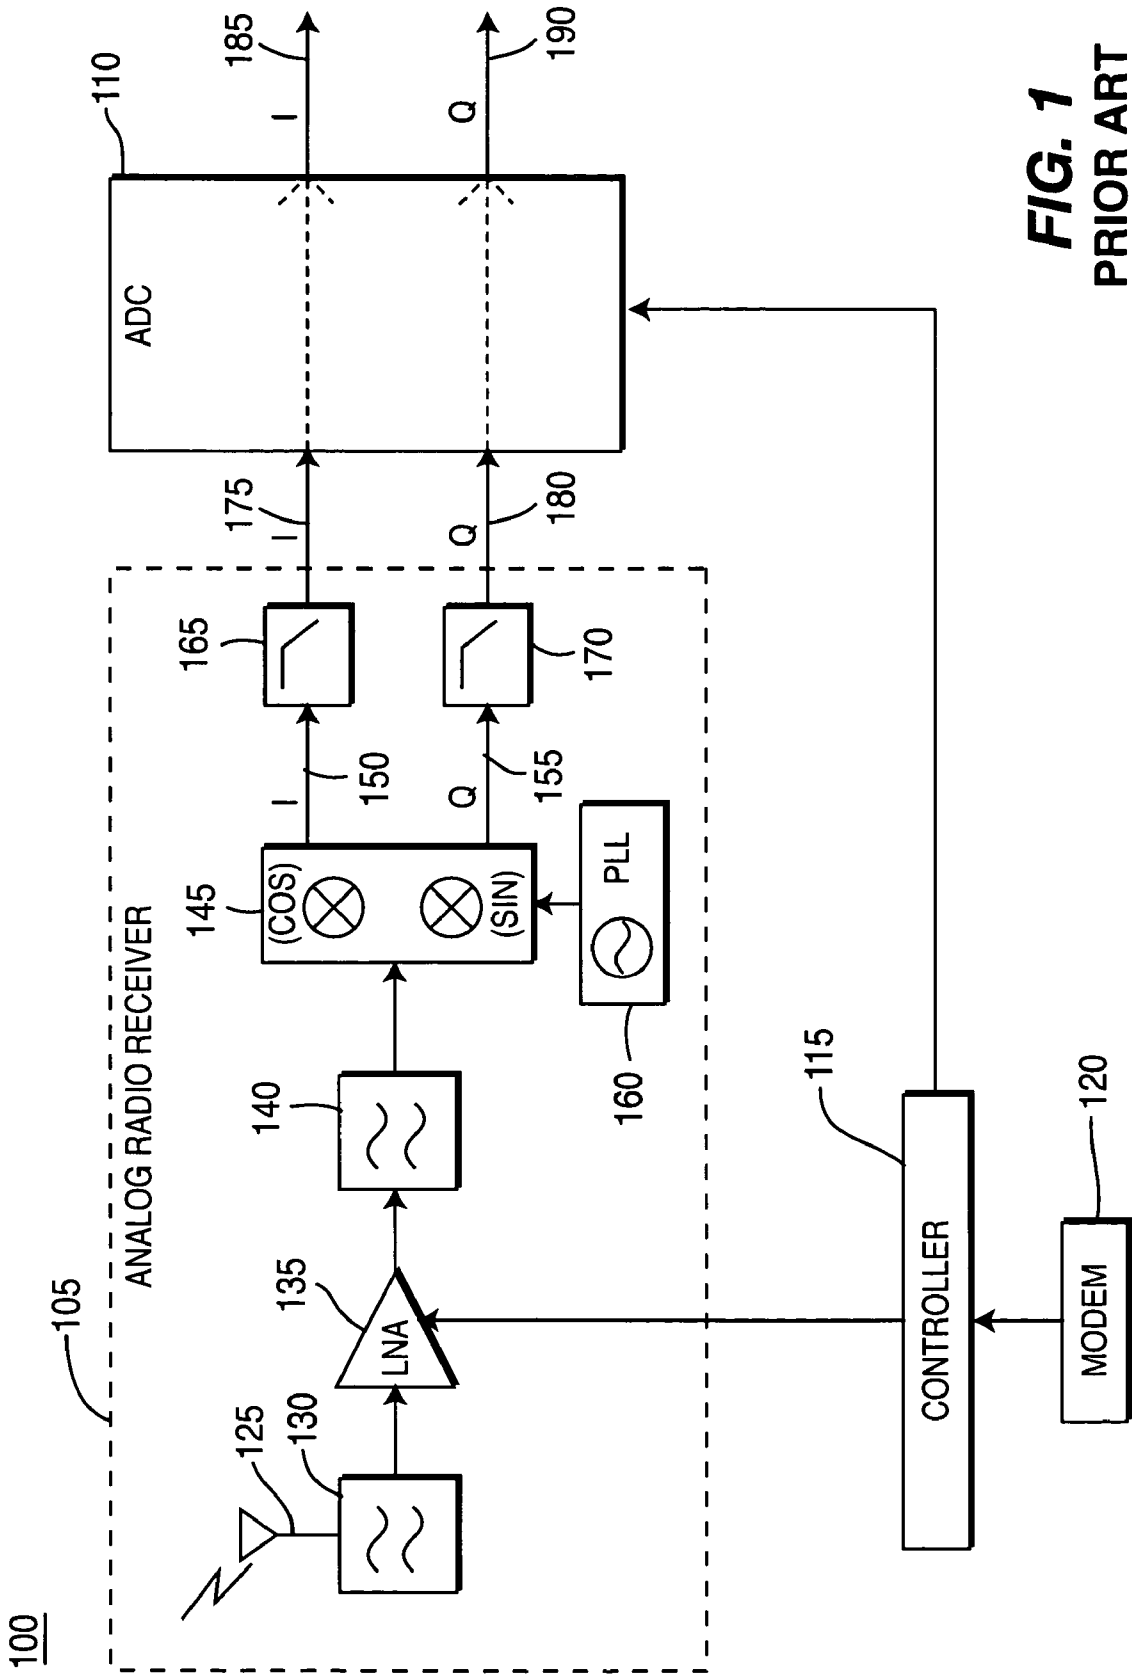 100
105
ANALOG RADIO RECEIVER
125
130
LNA
135
140
145
(COS)
(SIN)
PLL
160
I
150
Q
155
165
170
I
175
Q
180
ADC
110
I
185
Q
190
CONTROLLER
115
MODEM
120
FIG. 1
PRIOR ART